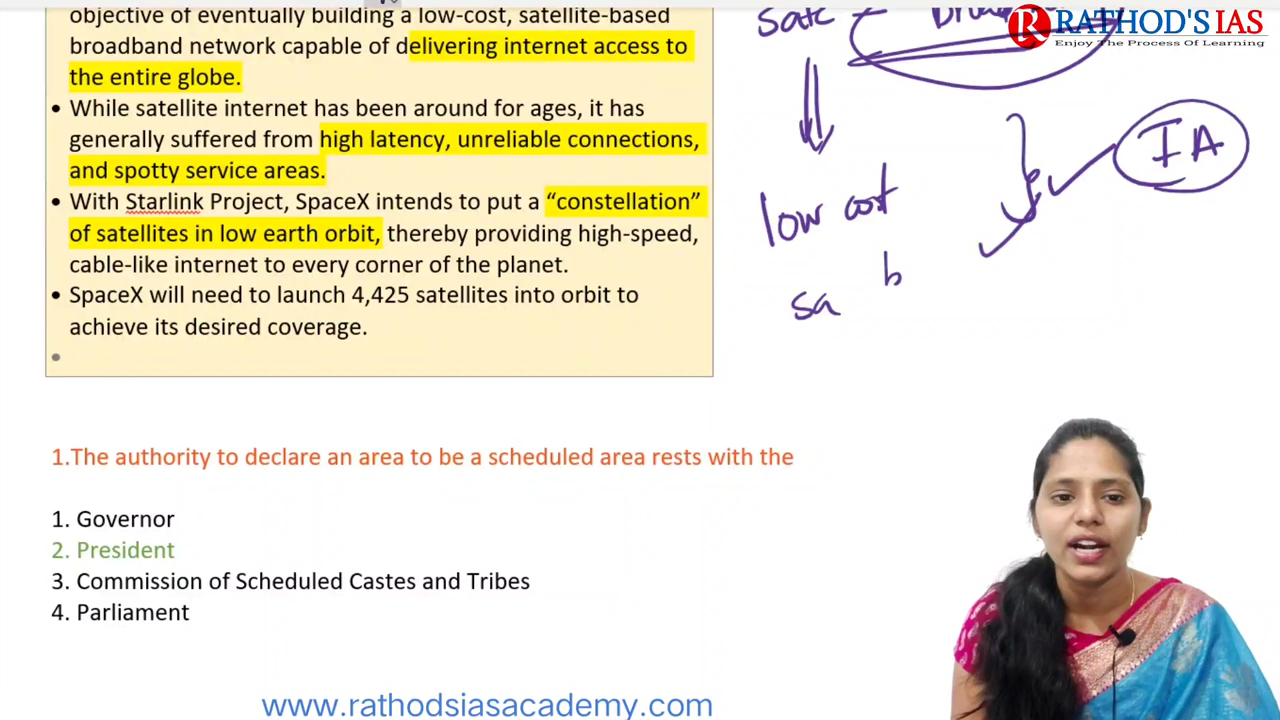 objective of eventually building a low-cost, satellite-based
broadband network capable of delivering internet access to
the entire globe.
• While satellite internet has been around for ages, it has
generally suffered from high latency, unreliable connections,
and spotty service areas.
• With Starlink Project, SpaceX intends to put a “constellation”
of satellites in low earth orbit, thereby providing high-speed,
cable-like internet to every corner of the planet.
• SpaceX will need to launch 4,425 satellites into orbit to
achieve its desired coverage.
•
RATHOD'S IAS
Enjoy The Process Of Learning
IA
low cost
b
sa
1.The authority to declare an area to be a scheduled area rests with the
1. Governor
2. President
3. Commission of Scheduled Castes and Tribes
4. Parliament
www.rathodsiasacademy.com